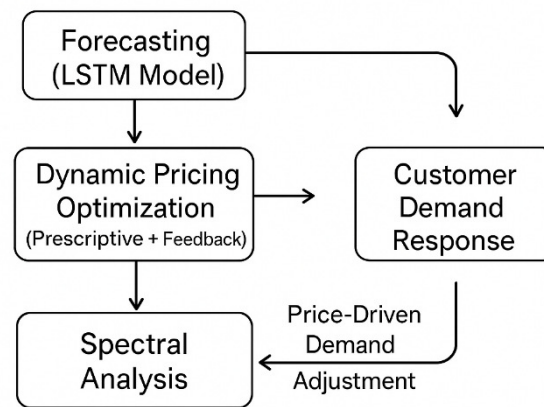 Forecasting
(LSTM Model)
Dynamic Pricing
Optimization
(Prescriptive + Feedback)
Customer
Demand
Response
Spectral
Analysis
Price-Driven
Demand
Adjustment